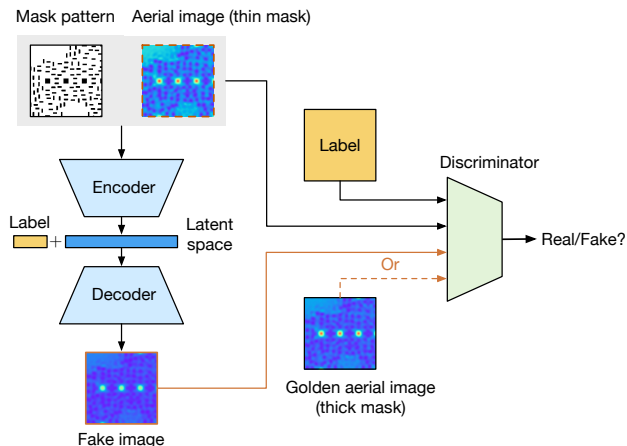 Mask pattern
Aerial image (thin mask)
Label
Discriminator
Encoder
Label
+
Latent
space
Real/Fake?
Or
Decoder
Golden aerial image
(thick mask)
Fake image